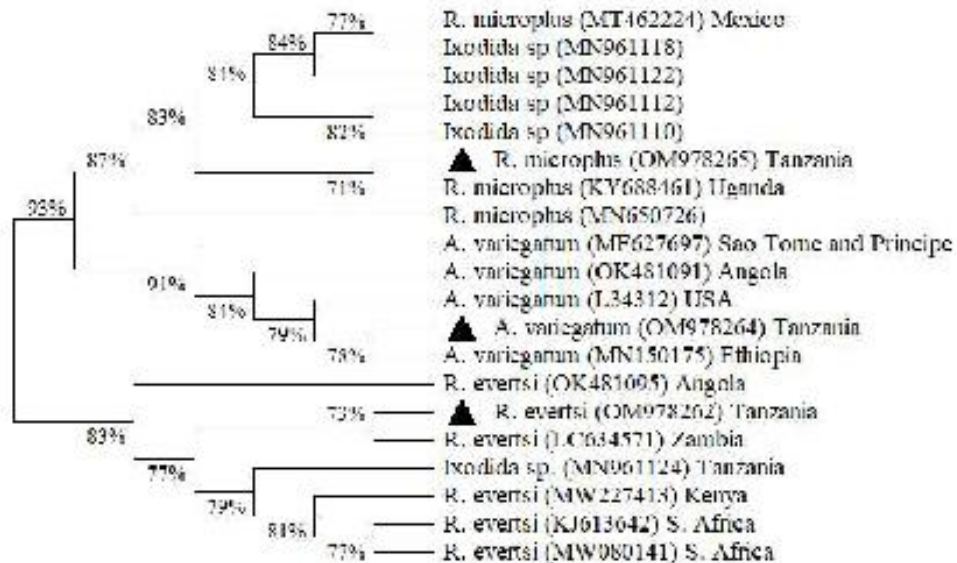 77% R. microplus (MT462224) Mexico
84% Ixodida sp (MN961118)
81% Ixodida sp (MN961122)
Ixodida sp (MN961112)
83%
82% Ixodida sp (MN961110)
87% R. microplus (OM978265) Tanzania
71% R. microplus (KY688461) Uganda
93% R. microplus (MN650726)
A. variegatum (MF627697) Sao Tome and Principe
91% A. variegatum (OK481091) Angola
81% A. variegatum (L34312) USA
79% A. variegatum (OM978264) Tanzania
78% A. variegatum (MN150175) Ethiopia
R. evertsi (OK481095) Angola
73% R. evertsi (OM978262) Tanzania
83% R. evertsi (LC634571) Zambia
77% Ixodida sp. (MN961124) Tanzania
79% R. evertsi (MW227413) Kenya
81% R. evertsi (KJ613642) S. Africa
77% R. evertsi (MW080141) S. Africa